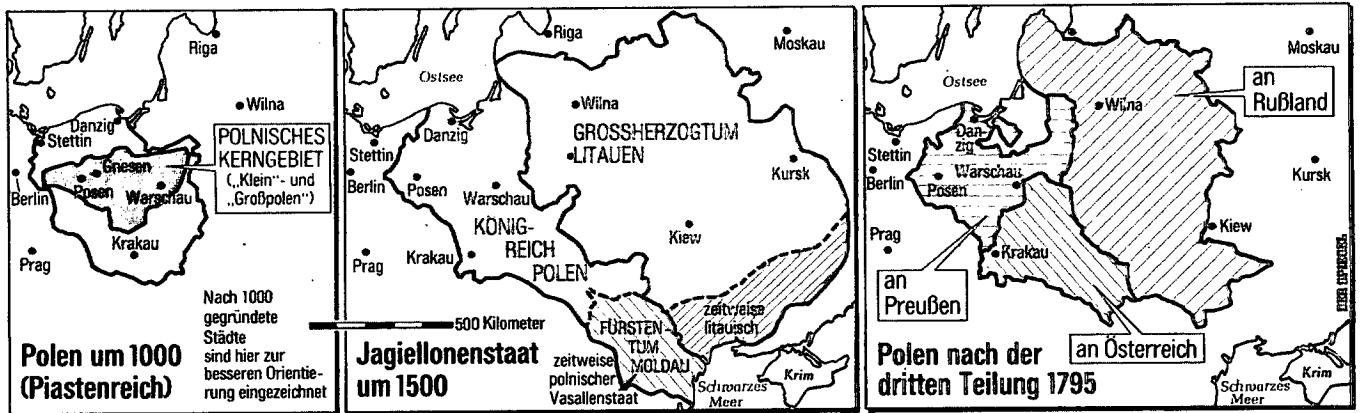 Riga
Wilna
Danzig
Stettin
POLNISCHES
KERNGEBIET
(„Klein"- und
„Großpolen")
Gnesen
Posen
Warschau
Berlin
Krakau
Prag
Nach 1000
gegründete
Städte
sind hier zur
besseren Orientie-
rung eingezeichnet
Polen um 1000
(Piastenreich)
Riga
Moskau
Ostsee
Wilna
Danzig
GROSSHERZOGTUM
LITAUEN
Stettin
Kursk
Berlin
Posen
Warschau
KÖNIG-
REICH
POLEN
Kiew
Krakau
Prag
zeitweise
litauisch
500 Kilometer
FÜRSTEN-
TUM
MOLDAU
Jagiellonenstaat
um 1500
zeitweise
polnischer
Vasallenstaat
Schwarzes
Meer
Krim
Moskau
Ostsee
an
Rußland
Wilna
Dan-
zig
Stettin
Berlin
Posen
Warschau
Kursk
Kiew
Prag
Krakau
an
Preußen
an Österreich
DER SPIEGEL
Polen nach der
dritten Teilung 1795
Schwarzes
Meer
Krim